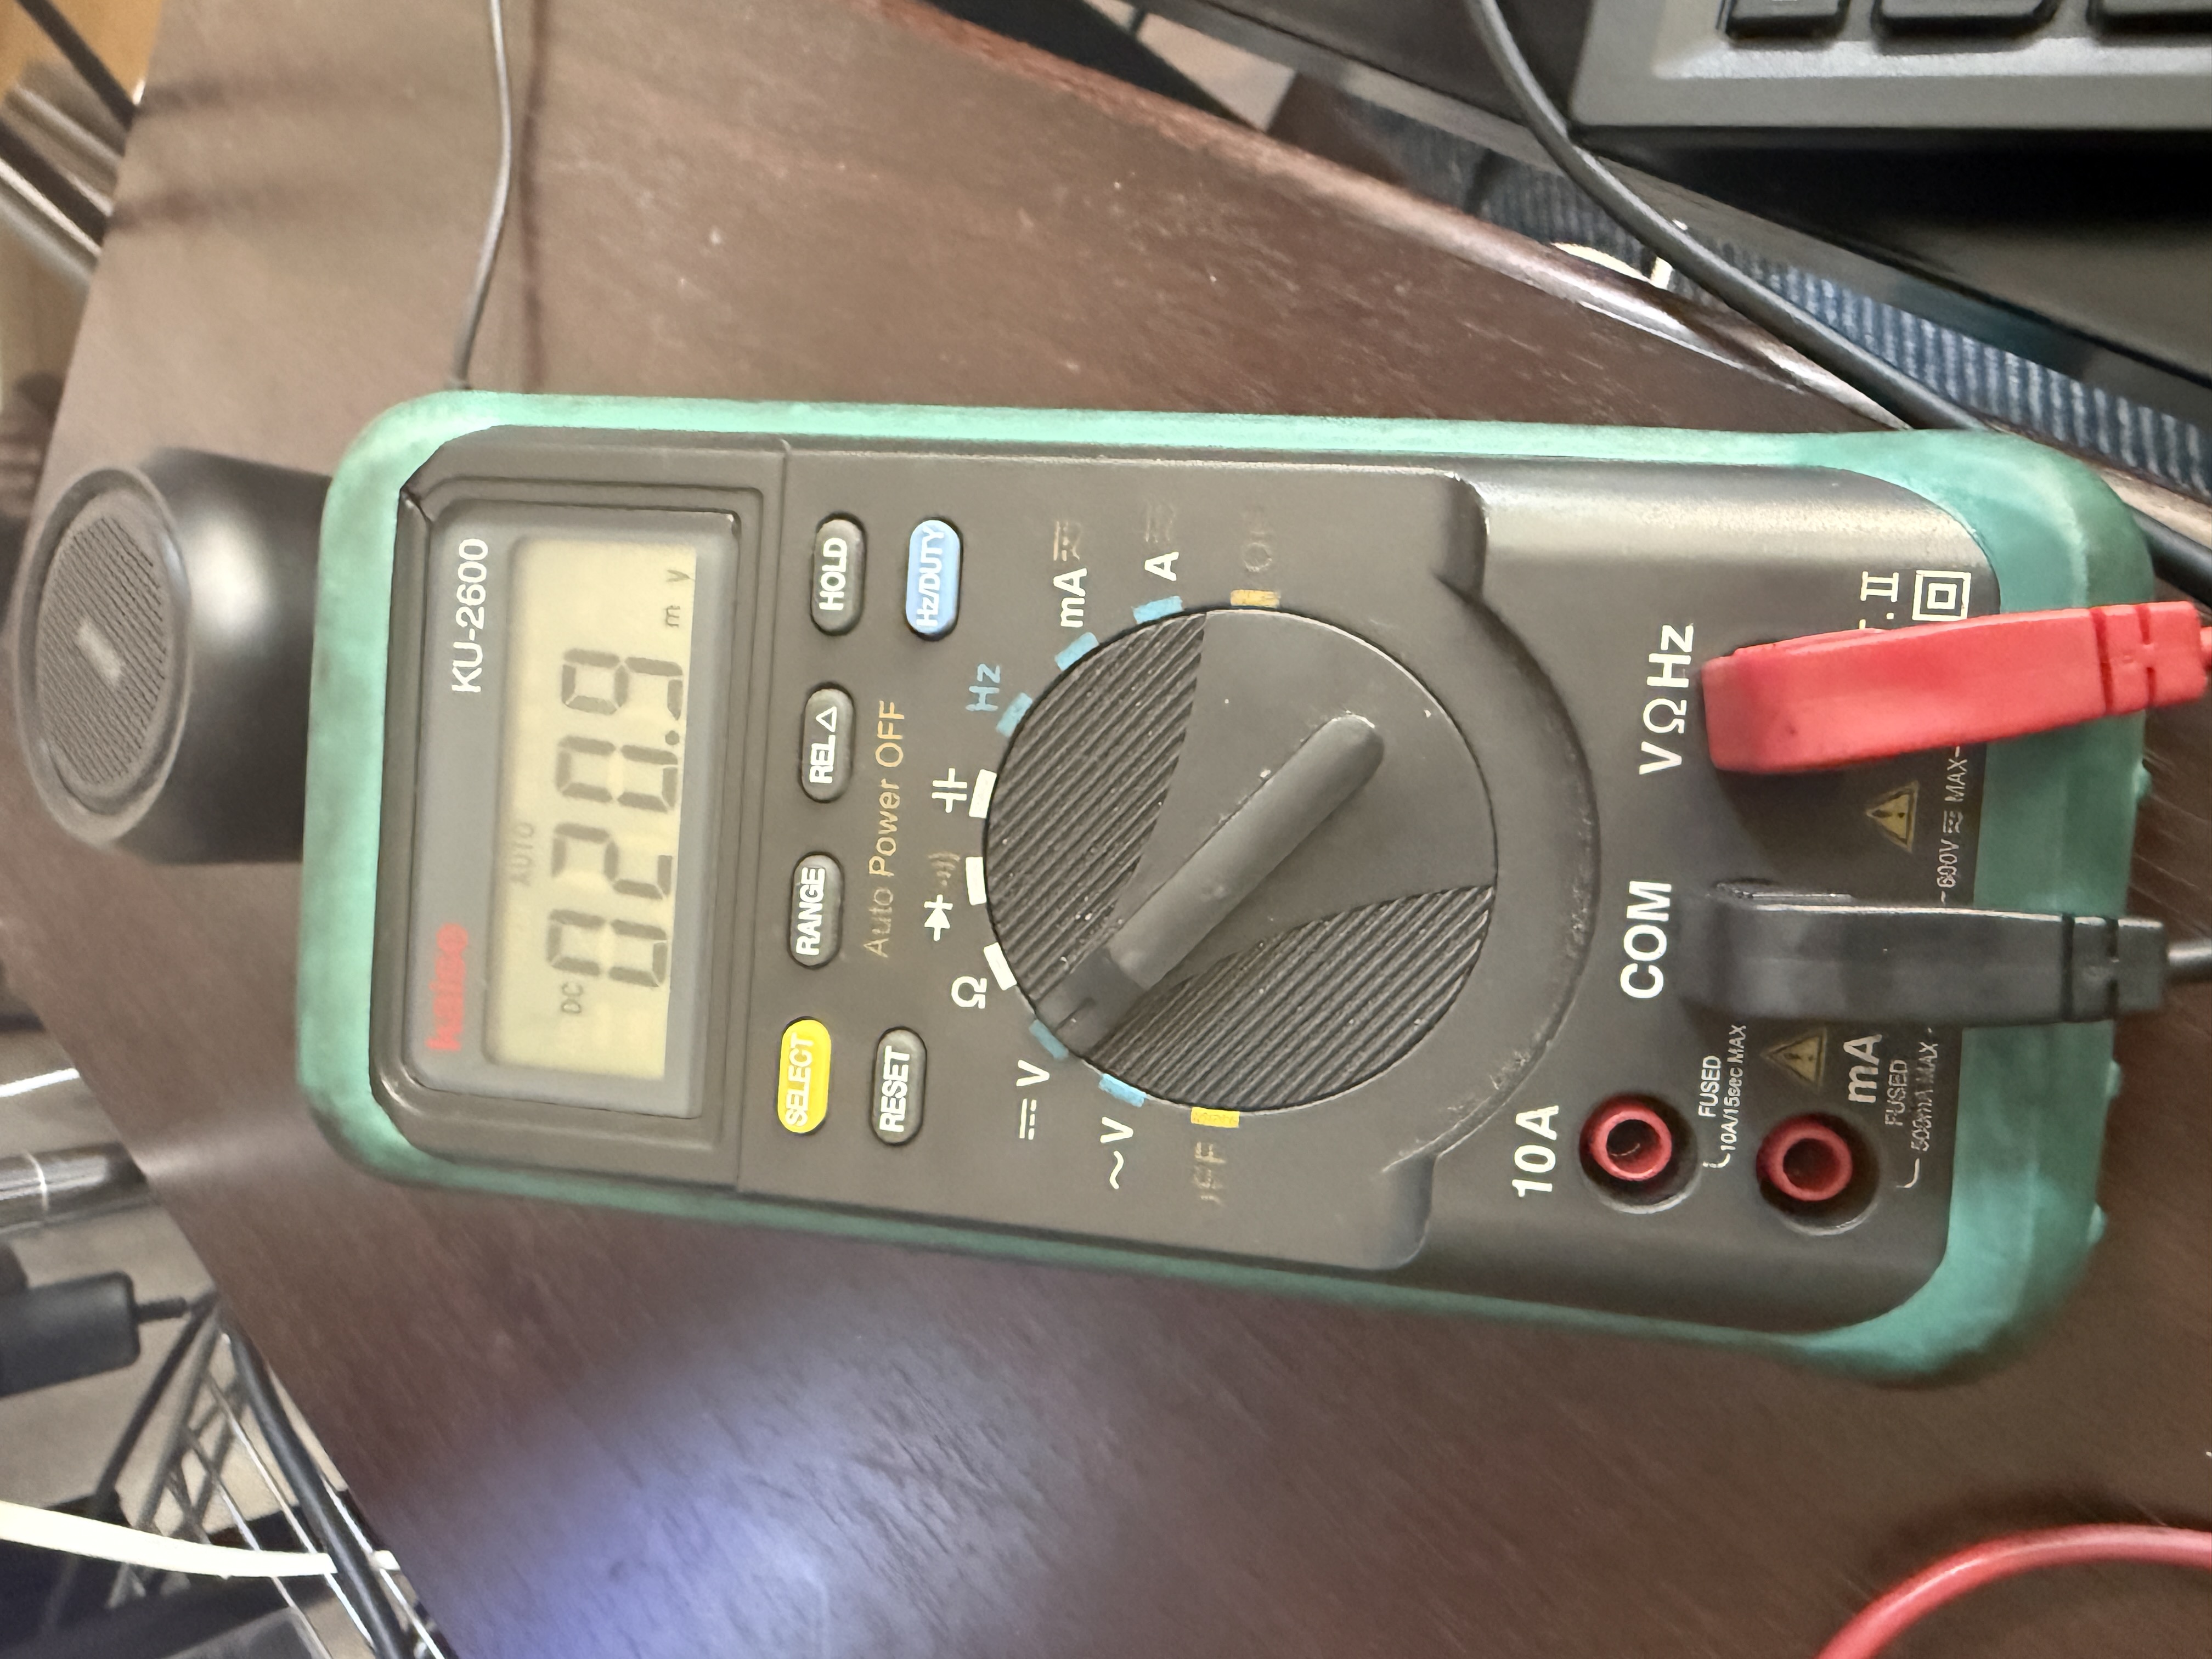 kaise
KU-2600
AUTO
DC 020.9 m V
SELECT RANGE REL△ HOLD
Auto Power OFF
RESET
Hz/DUTY
Ω
Hz
⎓ V
mA
~V
A
10A
COM
VΩHz
FUSED
10A/15sec MAX
mA
FUSED
500mA MAX
600V MAX